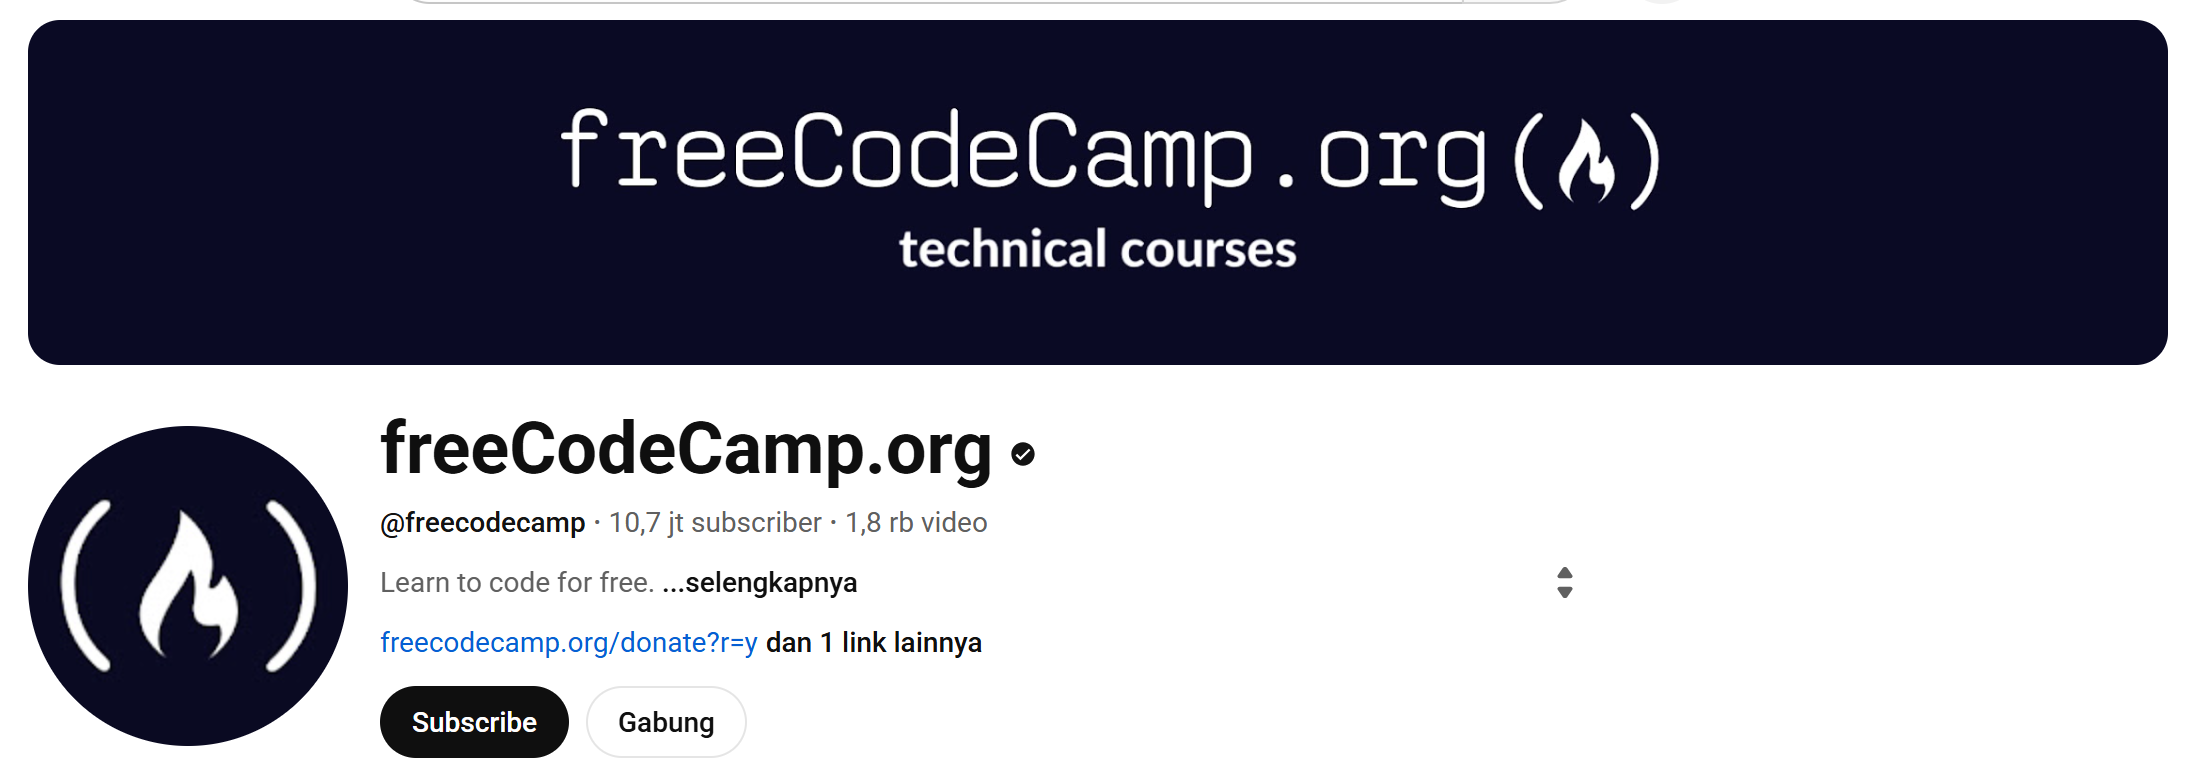 freeCodeCamp.org
technical courses
freeCodeCamp.org
@freecodecamp · 10,7 jt subscriber · 1,8 rb video
Learn to code for free. ...selengkapnya
freecodecamp.org/donate?r=y dan 1 link lainnya
Subscribe Gabung